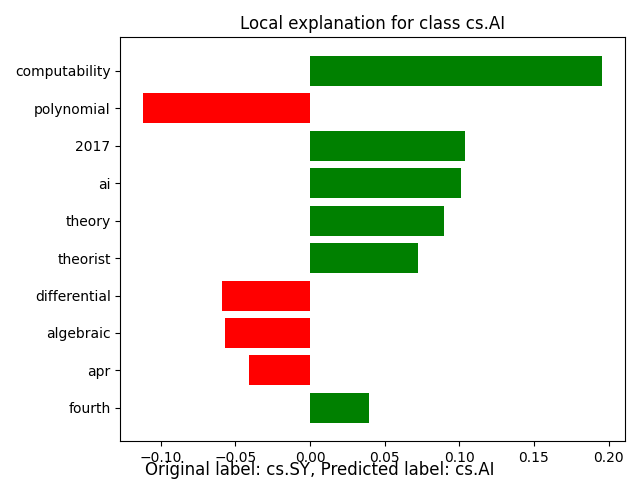 Local explanation for class cs.AI
computability
polynomial
2017
ai
theory
theorist
differential
algebraic
apr
fourth
−0.10 −0.05 0.00 0.05 0.10 0.15 0.20
Original label: cs.SY, Predicted label: cs.AI